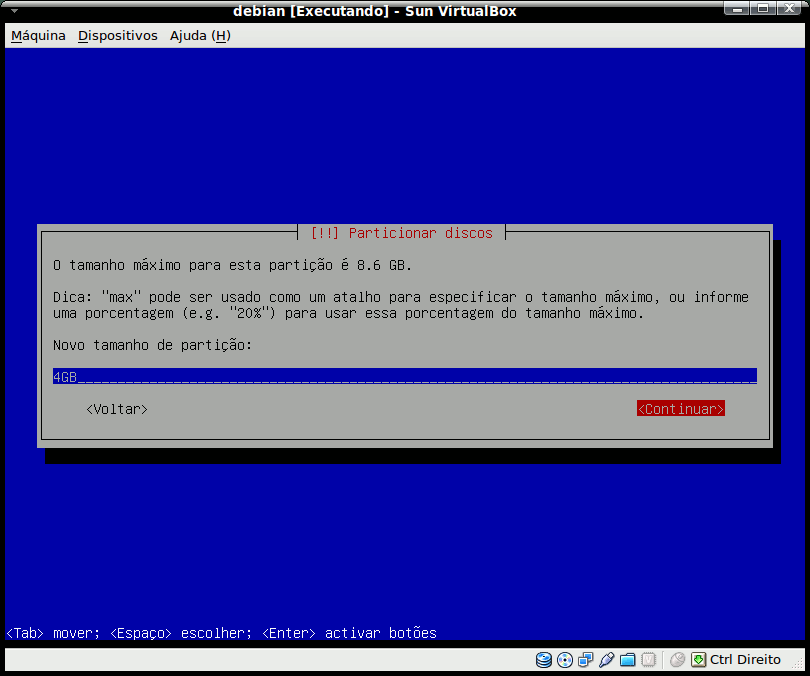 debian [Executando] - Sun VirtualBox
Máquina Dispositivos Ajuda (H)
[!!] Particionar discos
O tamanho máximo para esta partição é 8.6 GB.
Dica: "max" pode ser usado como um atalho para especificar o tamanho máximo, ou informe
uma porcentagem (e.g. "20%") para usar essa porcentagem do tamanho máximo.
Novo tamanho de partição:
4GB
<Voltar> <Continuar>
<Tab> mover; <Espaço> escolher; <Enter> activar botões
Ctrl Direito